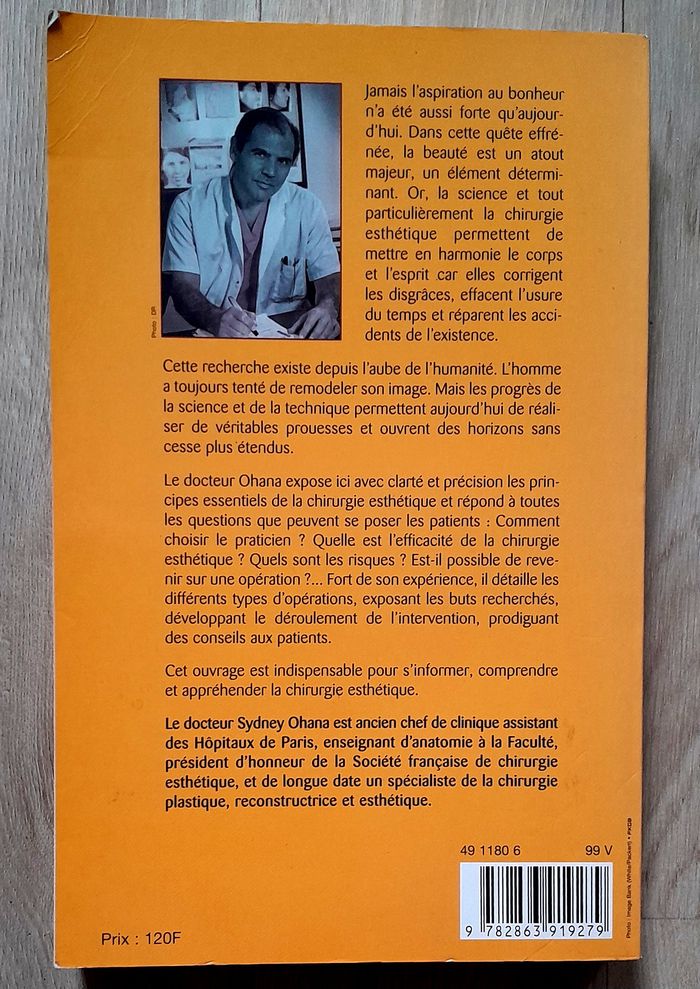 Jamais l'aspiration au bonheur
n'a été aussi forte qu'aujour-
d'hui. Dans cette quête effré-
née, la beauté est un atout
majeur, un élément détermi-
nant. Or, la science et tout
particulièrement la chirurgie
esthétique permettent de
mettre en harmonie le corps
et l'esprit car elles corrigent
les disgrâces, effacent l'usure
du temps et réparent les acci-
dents de l'existence.
Photo : DR
Cette recherche existe depuis l'aube de l'humanité. L'homme
a toujours tenté de remodeler son image. Mais les progrès de
la science et de la technique permettent aujourd'hui de réali-
ser de véritables prouesses et ouvrent des horizons sans
cesse plus étendus.
Le docteur Ohana expose ici avec clarté et précision les prin-
cipes essentiels de la chirurgie esthétique et répond à toutes
les questions que peuvent se poser les patients : Comment
choisir le praticien ? Quelle est l'efficacité de la chirurgie
esthétique ? Quels sont les risques ? Est-il possible de reve-
nir sur une opération ?... Fort de son expérience, il détaille les
différents types d'opérations, exposant les buts recherchés,
développant le déroulement de l'intervention, prodiguant
des conseils aux patients.
Cet ouvrage est indispensable pour s'informer, comprendre
et appréhender la chirurgie esthétique.
Le docteur Sydney Ohana est ancien chef de clinique assistant
des Hôpitaux de Paris, enseignant d'anatomie à la Faculté,
président d'honneur de la Société française de chirurgie
esthétique, et de longue date un spécialiste de la chirurgie
plastique, reconstructrice et esthétique.
49 1180 6 99 V
9 782863 919279
Prix : 120F
Photo : Image Bank (White/Packert) •